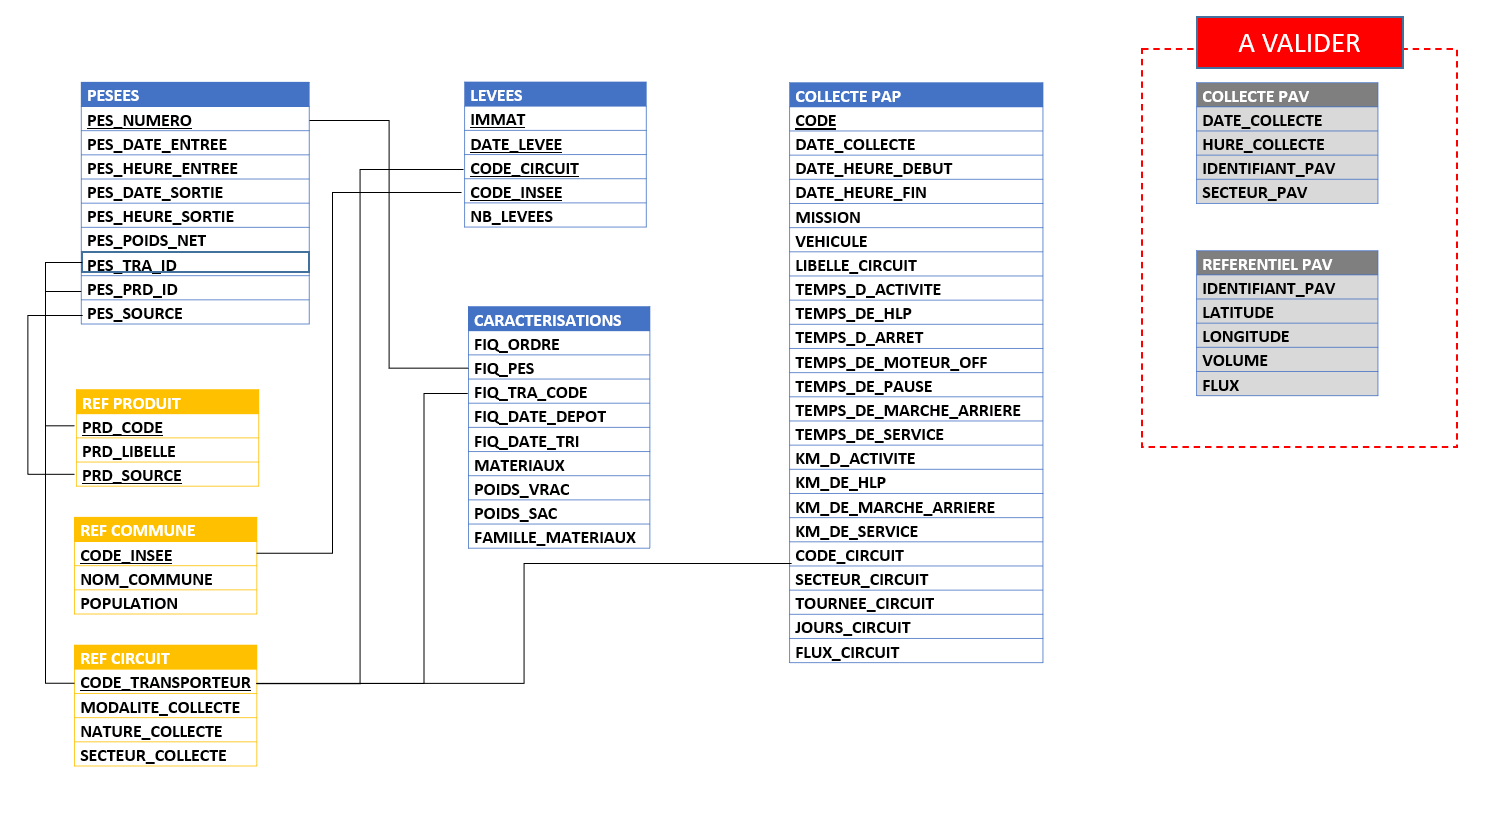 A VALIDER
PESEES
PES_NUMERO
PES_DATE_ENTREE
PES_HEURE_ENTREE
PES_DATE_SORTIE
PES_HEURE_SORTIE
PES_POIDS_NET
PES_TRA_ID
PES_PRD_ID
PES_SOURCE
REF PRODUIT
PRD_CODE
PRD_LIBELLE
PRD_SOURCE
REF COMMUNE
CODE_INSEE
NOM_COMMUNE
POPULATION
REF CIRCUIT
CODE_TRANSPORTEUR
MODALITE_COLLECTE
NATURE_COLLECTE
SECTEUR_COLLECTE
LEVEES
IMMAT
DATE_LEVEE
CODE_CIRCUIT
CODE_INSEE
NB_LEVEES
CARACTERISATIONS
FIQ_ORDRE
FIQ_PES
FIQ_TRA_CODE
FIQ_DATE_DEPOT
FIQ_DATE_TRI
MATERIAUX
POIDS_VRAC
POIDS_SAC
FAMILLE_MATERIAUX
COLLECTE PAP
CODE
DATE_COLLECTE
DATE_HEURE_DEBUT
DATE_HEURE_FIN
MISSION
VEHICULE
LIBELLE_CIRCUIT
TEMPS_D_ACTIVITE
TEMPS_DE_HLP
TEMPS_D_ARRET
TEMPS_DE_MOTEUR_OFF
TEMPS_DE_PAUSE
TEMPS_DE_MARCHE_ARRIERE
TEMPS_DE_SERVICE
KM_D_ACTIVITE
KM_DE_HLP
KM_DE_MARCHE_ARRIERE
KM_DE_SERVICE
CODE_CIRCUIT
SECTEUR_CIRCUIT
TOURNEE_CIRCUIT
JOURS_CIRCUIT
FLUX_CIRCUIT
COLLECTE PAV
DATE_COLLECTE
HURE_COLLECTE
IDENTIFIANT_PAV
SECTEUR_PAV
REFERENTIEL PAV
IDENTIFIANT_PAV
LATITUDE
LONGITUDE
VOLUME
FLUX